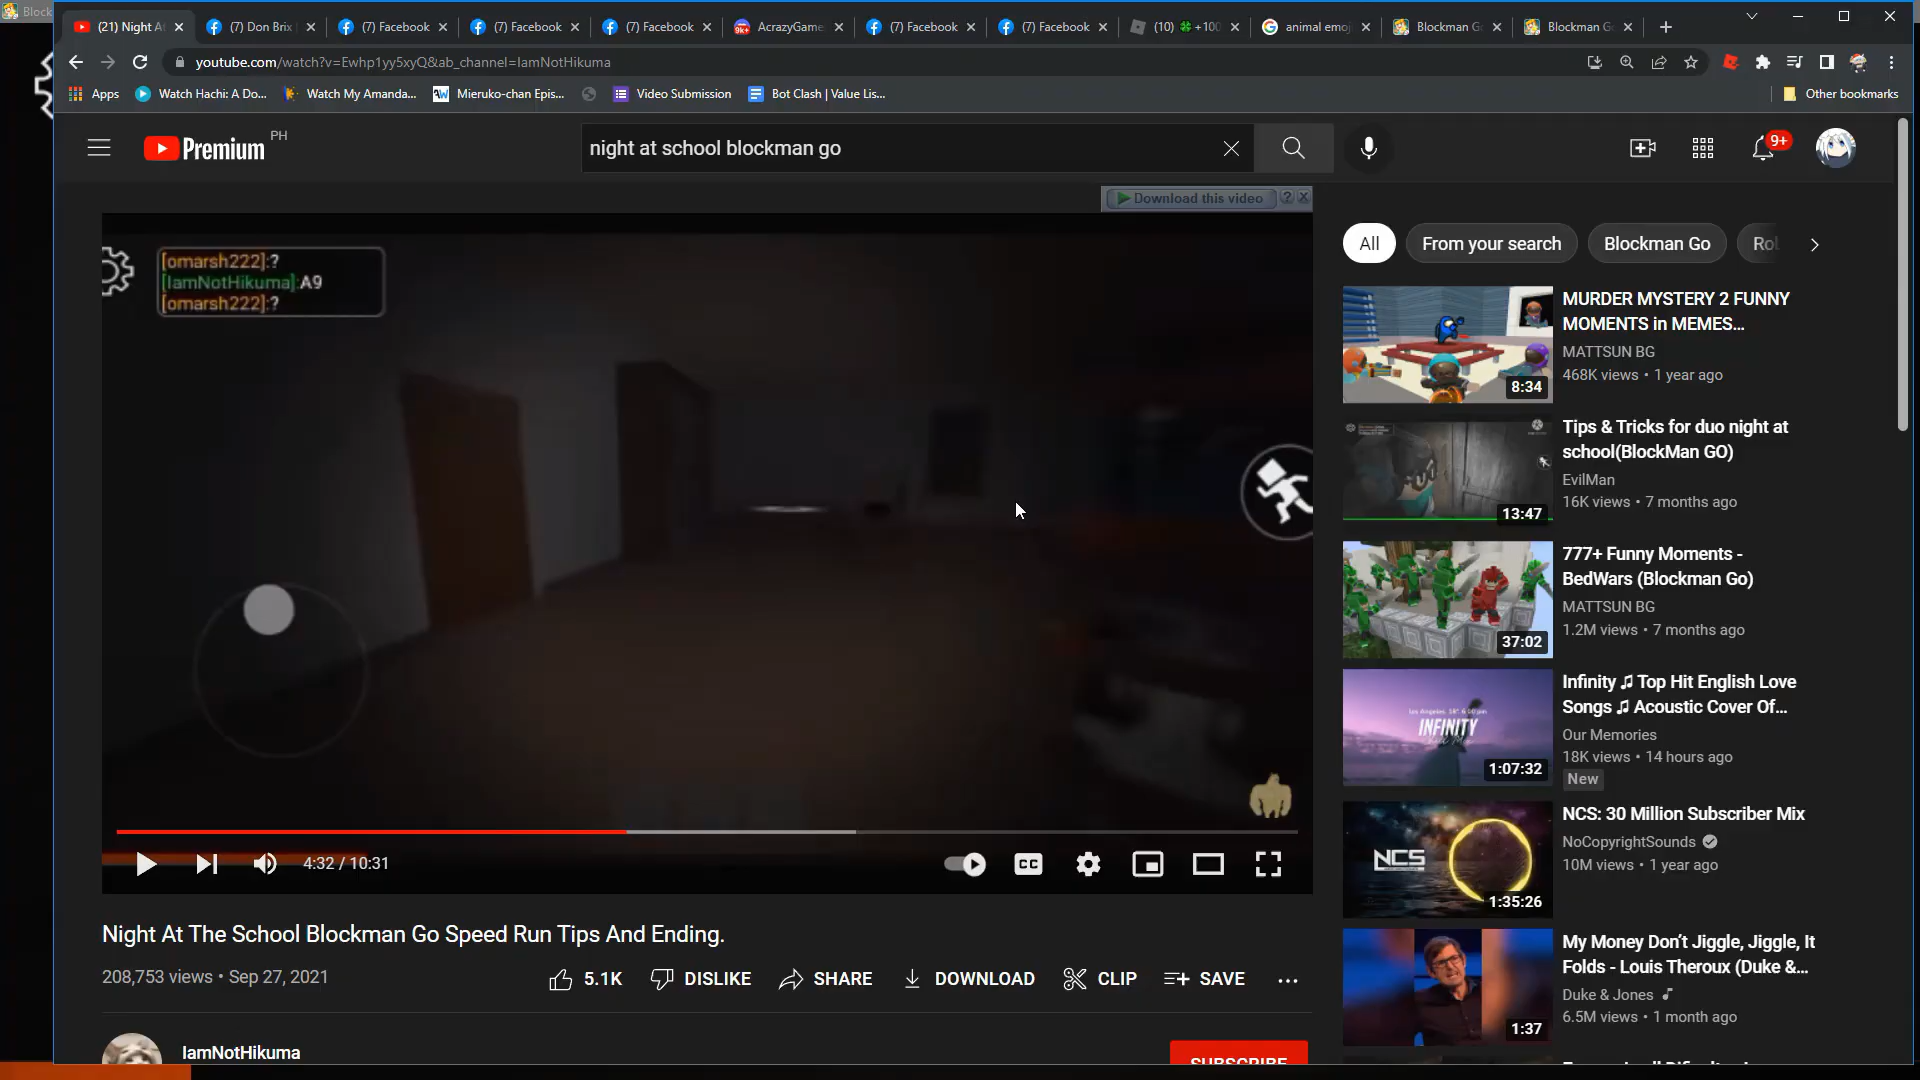 Block
(21) Night A
(7) Don Brix
(7) Facebook
(7) Facebook
(7) Facebook
AcrazyGame
(7) Facebook
(7) Facebook
(10) 🍀 +100
animal emoj
Blockman G
Blockman G
youtube.com/watch?v=Ewhp1yy5xyQ&ab_channel=IamNotHikuma
Apps
Watch Hachi: A Do...
Watch My Amanda...
Mieruko-chan Epis...
Video Submission
Bot Clash | Value Lis...
Other bookmarks
Premium PH
night at school blockman go
9+
Download this video
[omarsh222]:?
[IamNotHikuma]:A9
[omarsh222]:?
4:32 / 10:31
CC
Night At The School Blockman Go Speed Run Tips And Ending.
208,753 views • Sep 27, 2021
5.1K
DISLIKE
SHARE
DOWNLOAD
CLIP
SAVE
IamNotHikuma
SUBSCRIBE
All
From your search
Blockman Go
Rol
MURDER MYSTERY 2 FUNNY
MOMENTS in MEMES...
MATTSUN BG
468K views • 1 year ago
8:34
Tips & Tricks for duo night at
school(BlockMan GO)
EvilMan
16K views • 7 months ago
13:47
777+ Funny Moments -
BedWars (Blockman Go)
MATTSUN BG
1.2M views • 7 months ago
37:02
Infinity ♫ Top Hit English Love
Songs ♫ Acoustic Cover Of...
Our Memories
18K views • 14 hours ago
New
INFINITY
1:07:32
NCS: 30 Million Subscriber Mix
NoCopyrightSounds
10M views • 1 year ago
NCS
1:35:26
My Money Don't Jiggle, Jiggle, It
Folds - Louis Theroux (Duke &...
Duke & Jones
6.5M views • 1 month ago
1:37